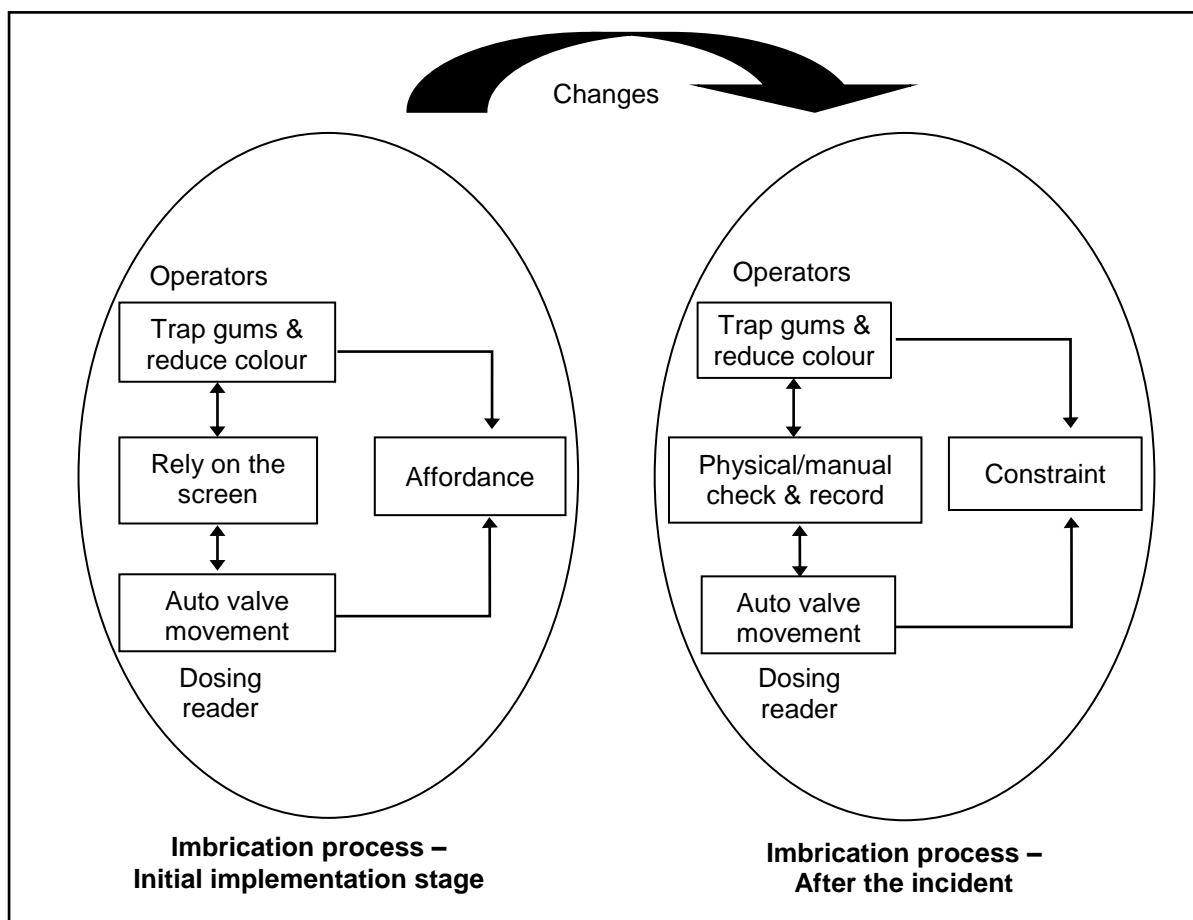 Changes
Operators
Trap gums &
reduce colour
Rely on the
screen
Affordance
Auto valve
movement
Dosing
reader
Imbrication process –
Initial implementation stage
Operators
Trap gums &
reduce colour
Physical/manual
check & record
Constraint
Auto valve
movement
Dosing
reader
Imbrication process –
After the incident